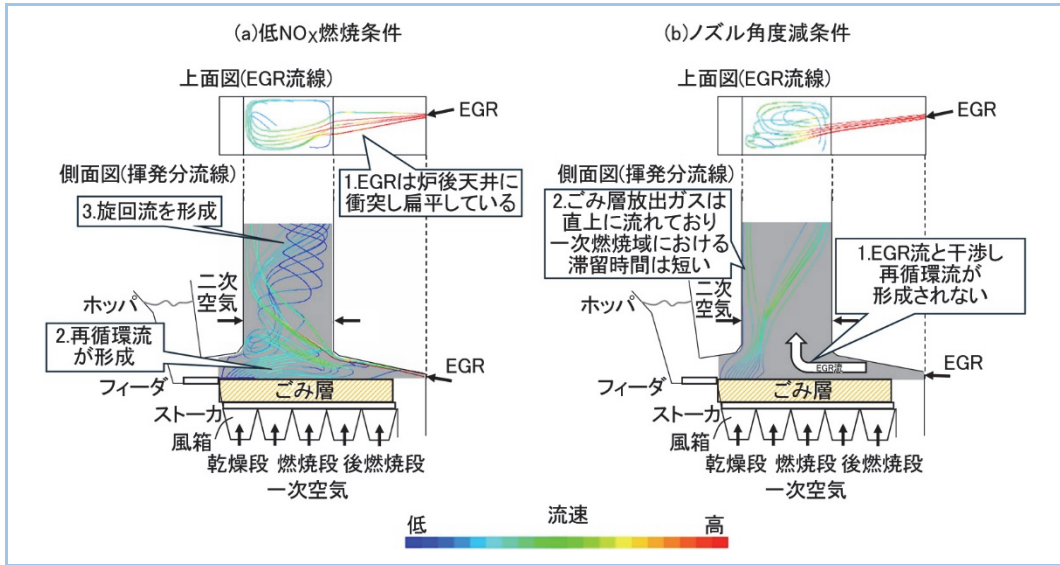 (a)低NOX燃焼条件
上面図(EGR流線)
EGR
側面図(揮発分流線)
1.EGRは炉後天井に
衝突し扁平している
3.旋回流を形成
二次
空気
ホッパ
2.再循環流
が形成
EGR
フィーダ
ごみ層
ストーカ
風箱
乾燥段 燃焼段 後燃焼段
一次空気
(b)ノズル角度減条件
上面図(EGR流線)
EGR
側面図(揮発分流線)
2.ごみ層放出ガスは
直上に流れており
一次燃焼域における
滞留時間は短い
1.EGR流と干渉し
再循環流が
形成されない
二次
空気
ホッパ
EGR流
EGR
フィーダ
ごみ層
ストーカ
風箱
乾燥段 燃焼段 後燃焼段
一次空気
流速
低 高